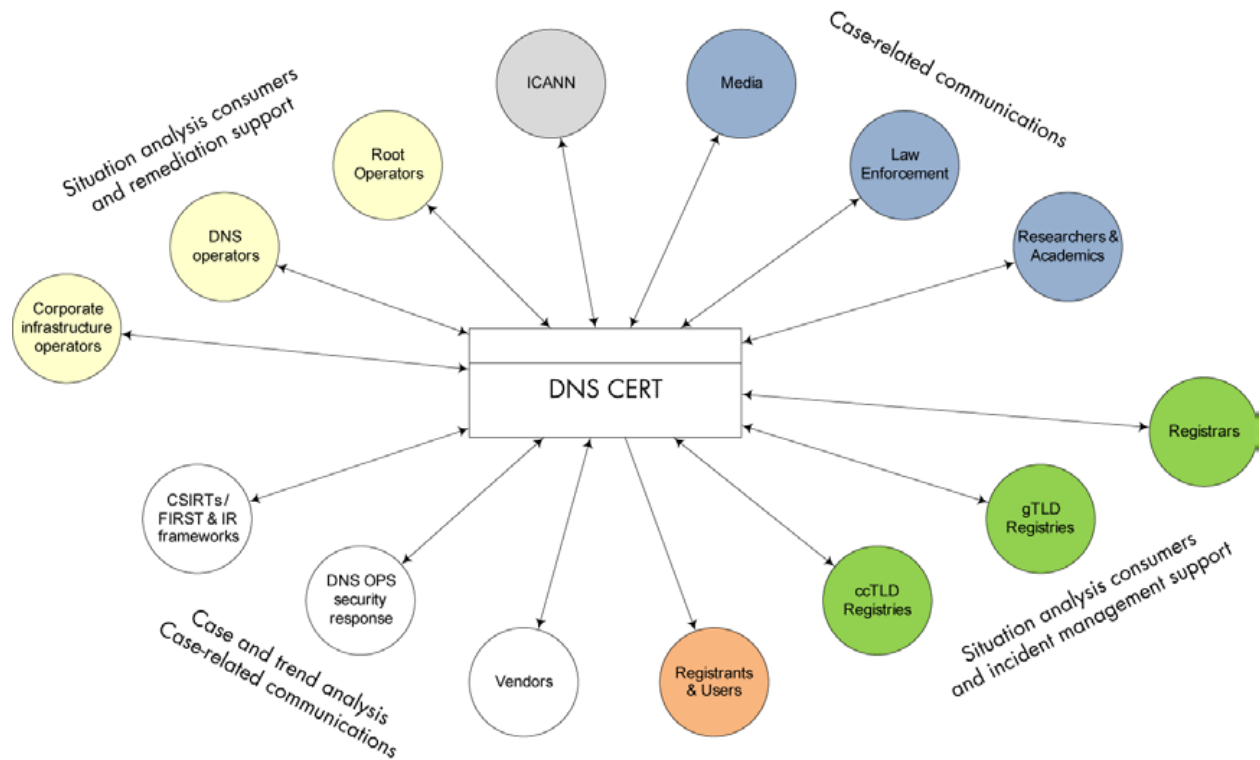 Case-related communications
ICANN
Media
Situation analysis consumers
and remediation support
Root
Operators
Law
Enforcement
DNS
operators
Researchers &
Academics
Corporate
infrastructure
operators
DNS CERT
Registrars
CSIRTs /
FIRST & IR
frameworks
gTLD
Registries
DNS OPS
security
response
ccTLD
Registries
Situation analysis consumers
and incident management support
Case and trend analysis
Case-related communications
Vendors
Registrants
& Users